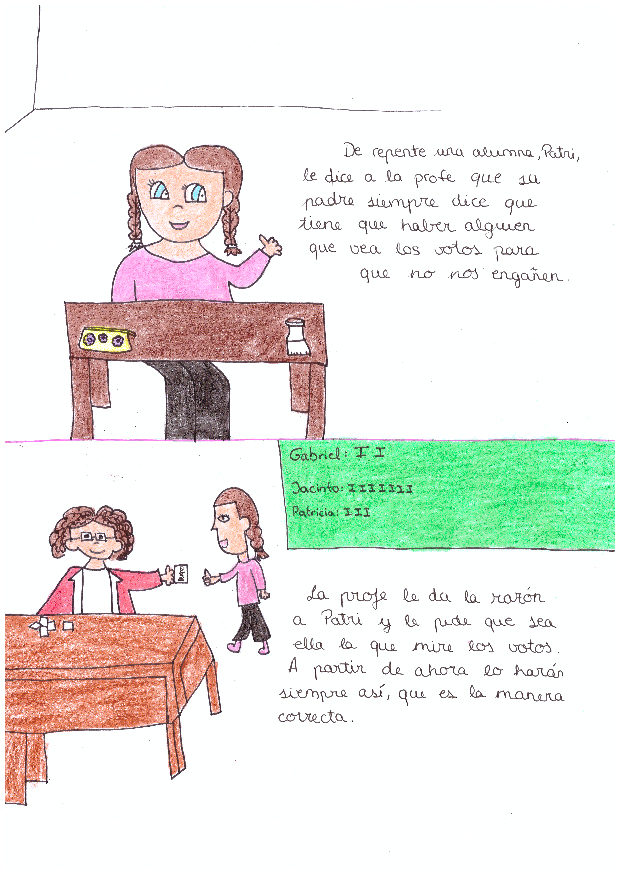 De repente una alumna, Patri,
le dice a la profe que su
padre siempre dice que
tiene que haber alguien
que vea los votos para
que no nos engañen.
Gabriel: II
Jacinto: IIIIIII
Patricia: III
La profe le da la razón
a Patri y le pide que sea
ella la que mire los votos.
A partir de ahora lo harán
siempre así, que es la manera
correcta.